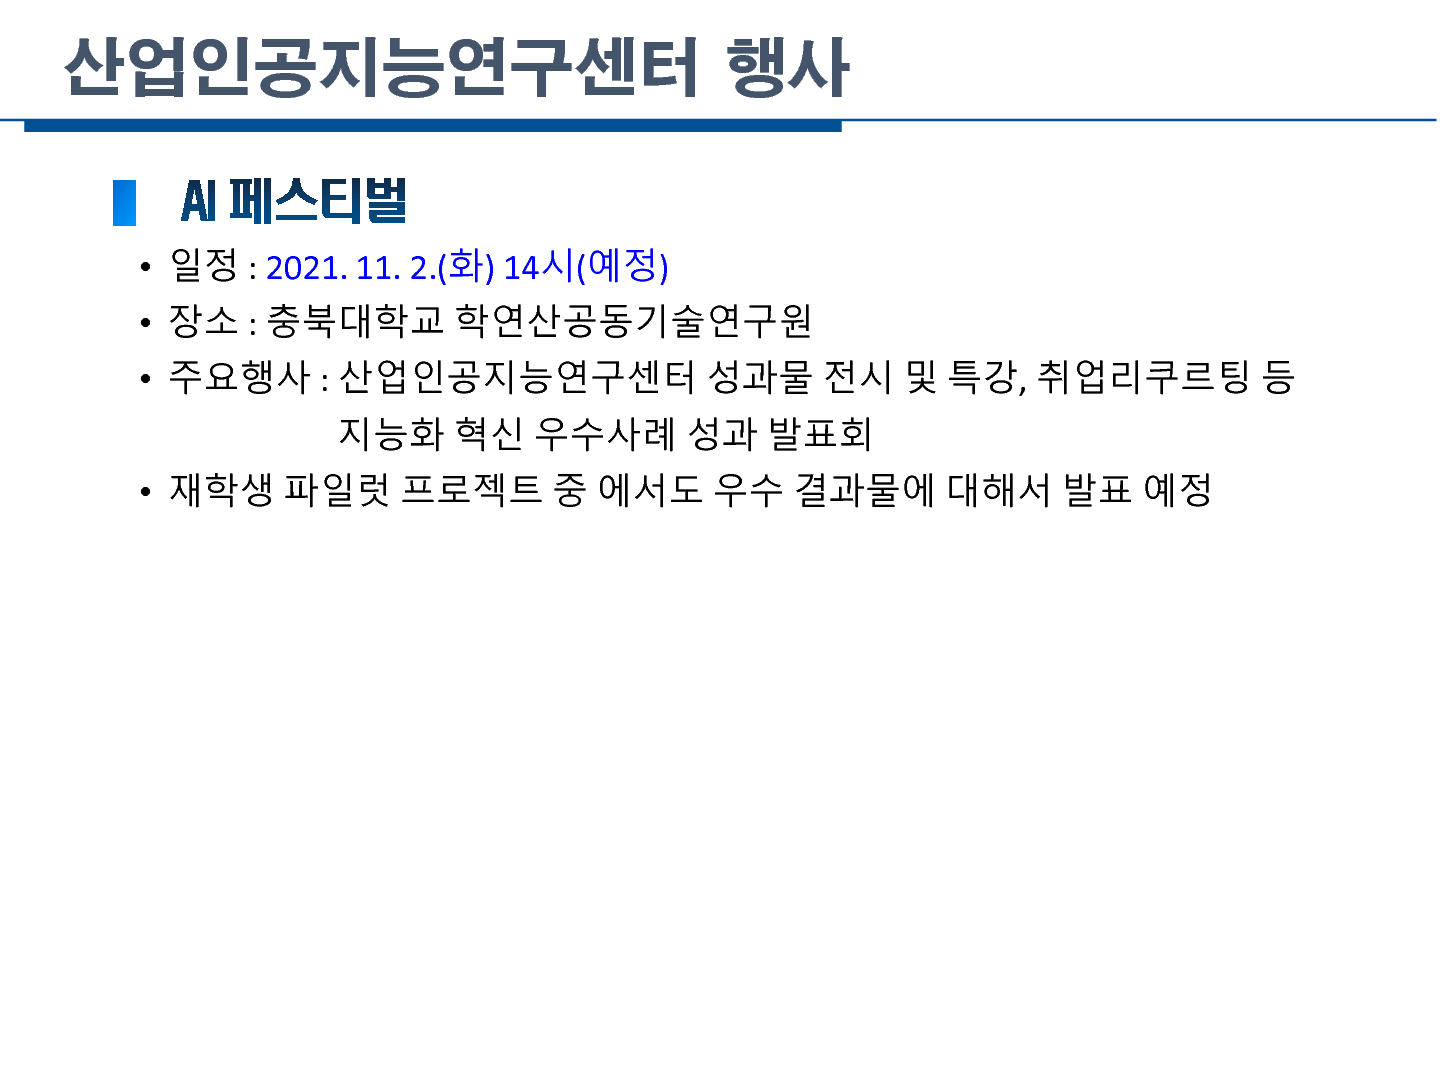 산업인공지능연구센터 행사
AI 페스티벌
• 일정 : 2021. 11. 2.(화) 14시(예정)
• 장소 : 충북대학교 학연산공동기술연구원
• 주요행사 : 산업인공지능연구센터 성과물 전시 및 특강, 취업리쿠르팅 등
지능화 혁신 우수사례 성과 발표회
• 재학생 파일럿 프로젝트 중 에서도 우수 결과물에 대해서 발표 예정